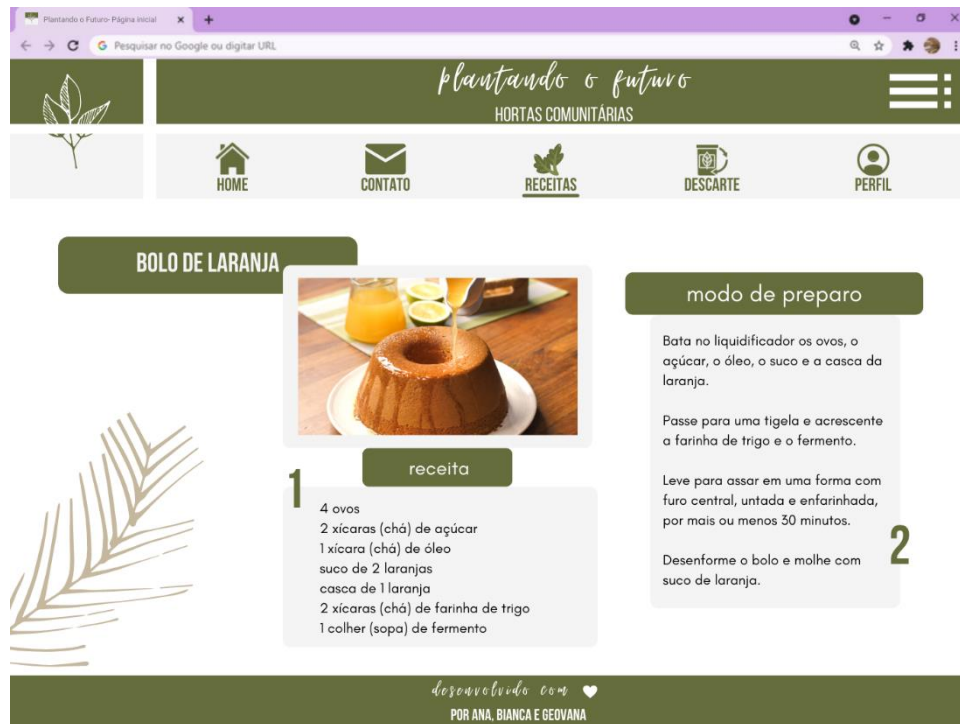 Plantando o Futuro- Página inicial
Pesquisar no Google ou digitar URL
plantando o futuro
HORTAS COMUNITÁRIAS
HOME
CONTATO
RECEITAS
DESCARTE
PERFIL
BOLO DE LARANJA
receita
1
4 ovos
2 xícaras (chá) de açúcar
1 xícara (chá) de óleo
suco de 2 laranjas
casca de 1 laranja
2 xícaras (chá) de farinha de trigo
1 colher (sopa) de fermento
modo de preparo
Bata no liquidificador os ovos, o
açúcar, o óleo, o suco e a casca da
laranja.
Passe para uma tigela e acrescente
a farinha de trigo e o fermento.
Leve para assar em uma forma com
furo central, untada e enfarinhada,
por mais ou menos 30 minutos.
Desenforme o bolo e molhe com
suco de laranja.
2
desenvolvido com
POR ANA, BIANCA E GEOVANA